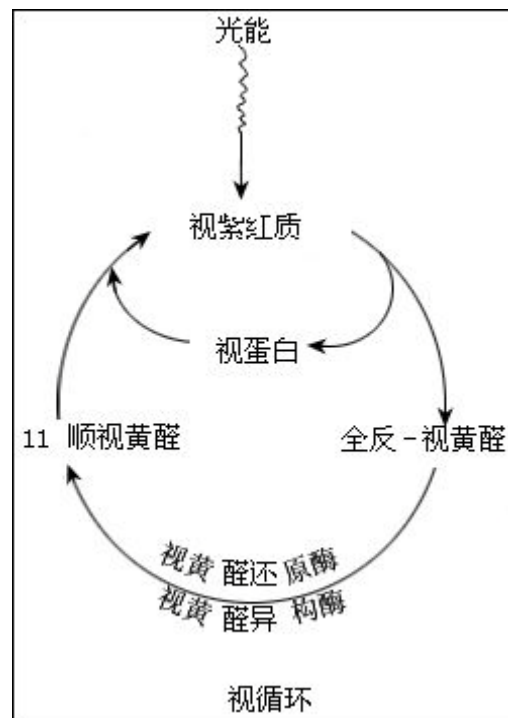 光能
视紫红质
视蛋白
11 顺视黄醛
全反-视黄醛
视黄醛还原酶
视黄醛异构酶
视循环